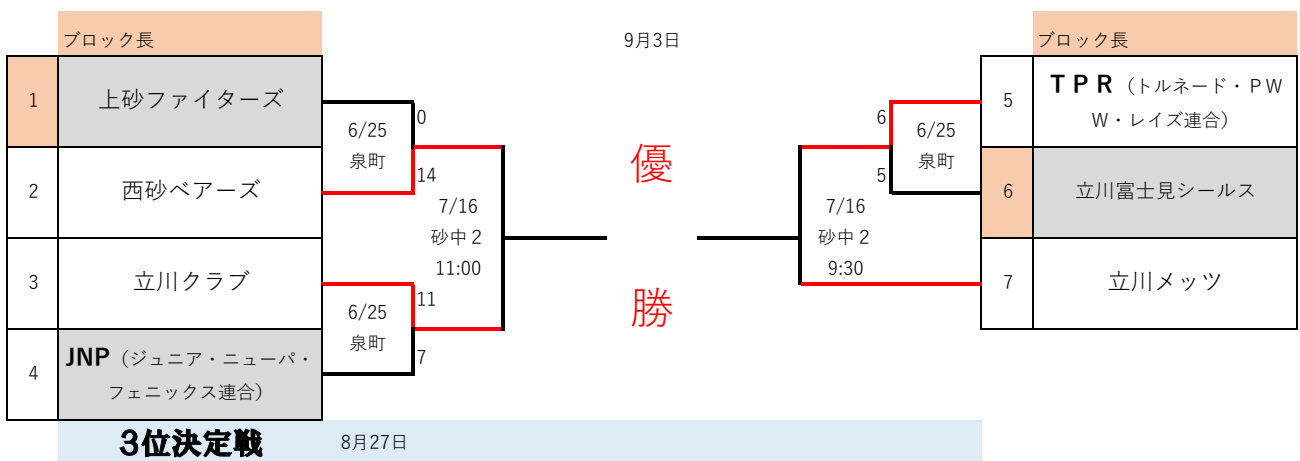 ブロック長
9月3日
ブロック長
1
上砂ファイターズ
2
西砂ベアーズ
3
立川クラブ
4
JNP（ジュニア・ニューパ・
フェニックス連合）
6/25
泉町
0
14
6/25
泉町
11
7
7/16
砂中２
11:00
優
勝
7/16
砂中２
9:30
6
5
6/25
泉町
5
ＴＰＲ（トルネード・ＰＷ
Ｗ・レイズ連合）
6
立川富士見シールス
7
立川メッツ
3位決定戦
8月27日